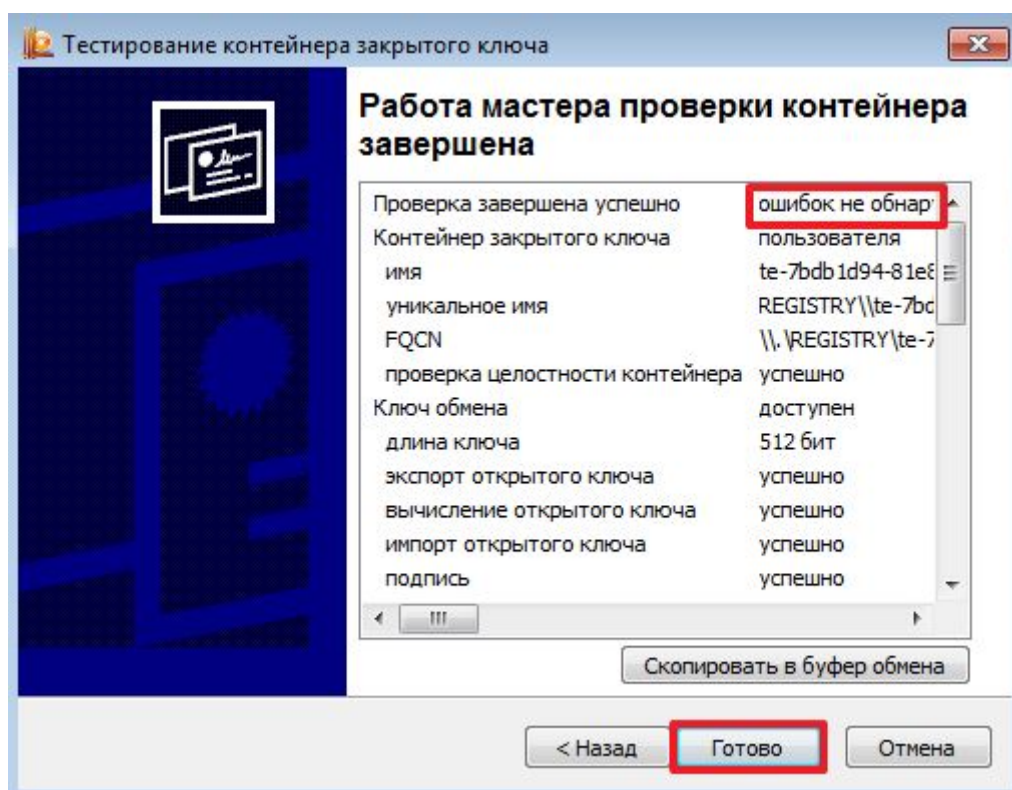 Тестирование контейнера закрытого ключа
Работа мастера проверки контейнера
завершена
Проверка завершена успешно ошибок не обнар
Контейнер закрытого ключа пользователя
имя te-7bdb1d94-81e8
уникальное имя REGISTRY\\te-7bd
FQCN \\.\REGISTRY\te-7
проверка целостности контейнера успешно
Ключ обмена доступен
длина ключа 512 бит
экспорт открытого ключа успешно
вычисление открытого ключа успешно
импорт открытого ключа успешно
подпись успешно
Скопировать в буфер обмена
< Назад Готово Отмена